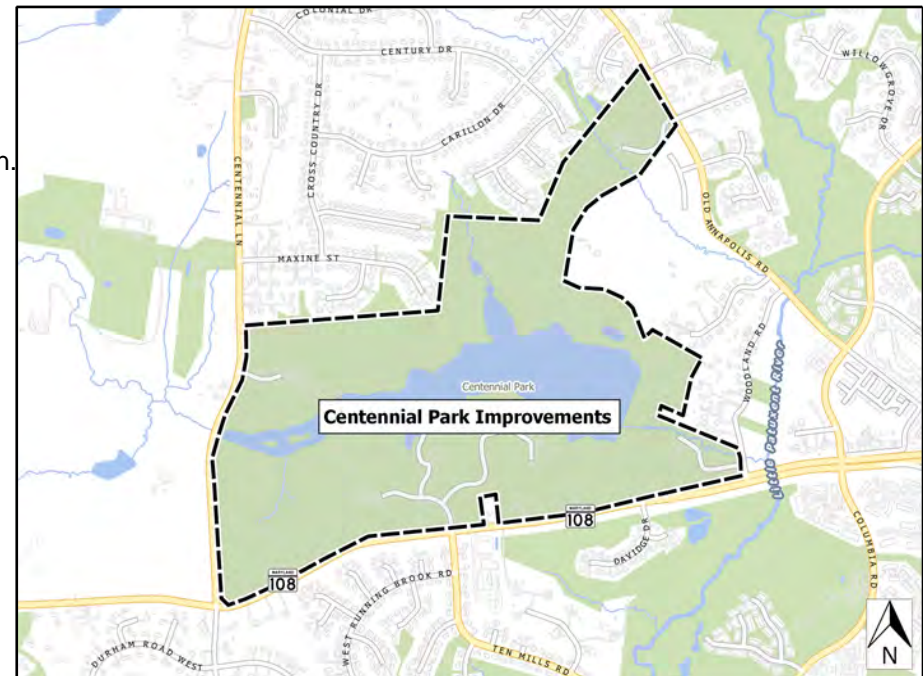 COLONIAL DR
CENTURY DR
WILLOWGROVE DR
CROSS COUNTRY DR
CARILLON DR
n.
CENTENNIAL LN
OLD ANNAPOLIS RD
MAXINE ST
WOODLAND RD
Little Patuxent River
Centennial Park
Centennial Park Improvements
MARYLAND
108
MARYLAND
108
DAVIDGE DR
COLUMBIA RD
WEST RUNNING BROOK RD
DURHAM ROAD WEST
TEN MILLS RD
N